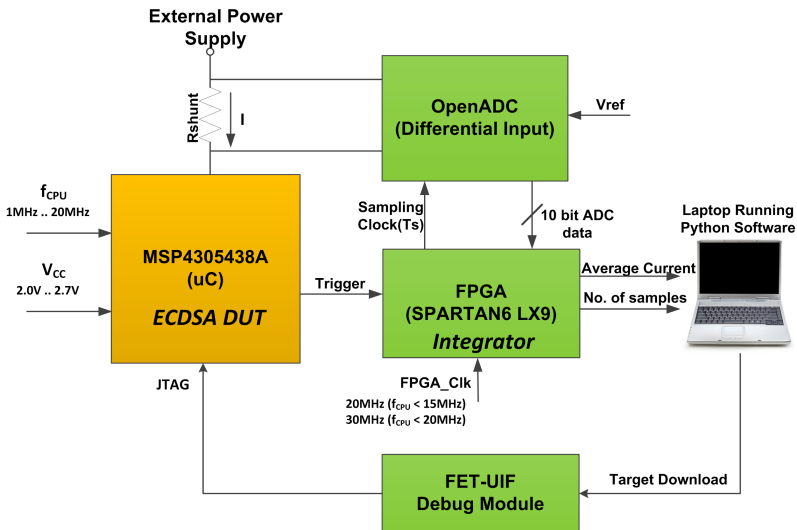 External Power
Supply
Rshunt
I
OpenADC
(Differential Input)
Vref
fCPU
1MHz .. 20MHz
VCC
2.0V .. 2.7V
MSP4305438A
(uC)
ECDSA DUT
Sampling
Clock(Ts)
10 bit ADC
data
Laptop Running
Python Software
Trigger
FPGA
(SPARTAN6 LX9)
Integrator
Average Current
No. of samples
JTAG
FPGA_Clk
20MHz (fCPU < 15MHz)
30MHz (fCPU < 20MHz)
FET-UIF
Debug Module
Target Download